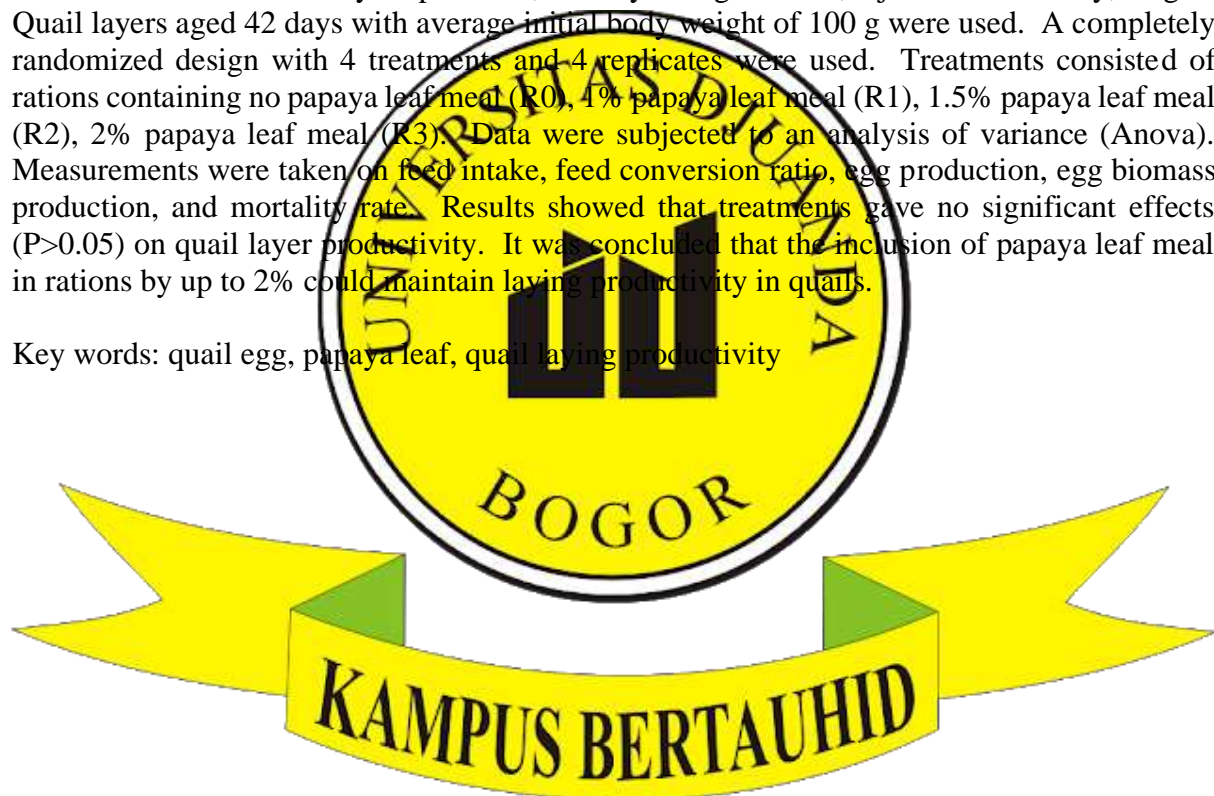 Quail layers aged 42 days with average initial body weight of 100 g were used. A completely
randomized design with 4 treatments and 4 replicates were used. Treatments consisted of
rations containing no papaya leaf meal (R0), 1% papaya leaf meal (R1), 1.5% papaya leaf meal
(R2), 2% papaya leaf meal (R3). Data were subjected to an analysis of variance (Anova).
Measurements were taken on feed intake, feed conversion ratio, egg production, egg biomass
production, and mortality rate. Results showed that treatments gave no significant effects
(P>0.05) on quail layer productivity. It was concluded that the inclusion of papaya leaf meal
in rations by up to 2% could maintain laying productivity in quails.
Key words: quail egg, papaya leaf, quail laying productivity
UNIVERSITAS DJUANDA
BOGOR
KAMPUS BERTAUHID